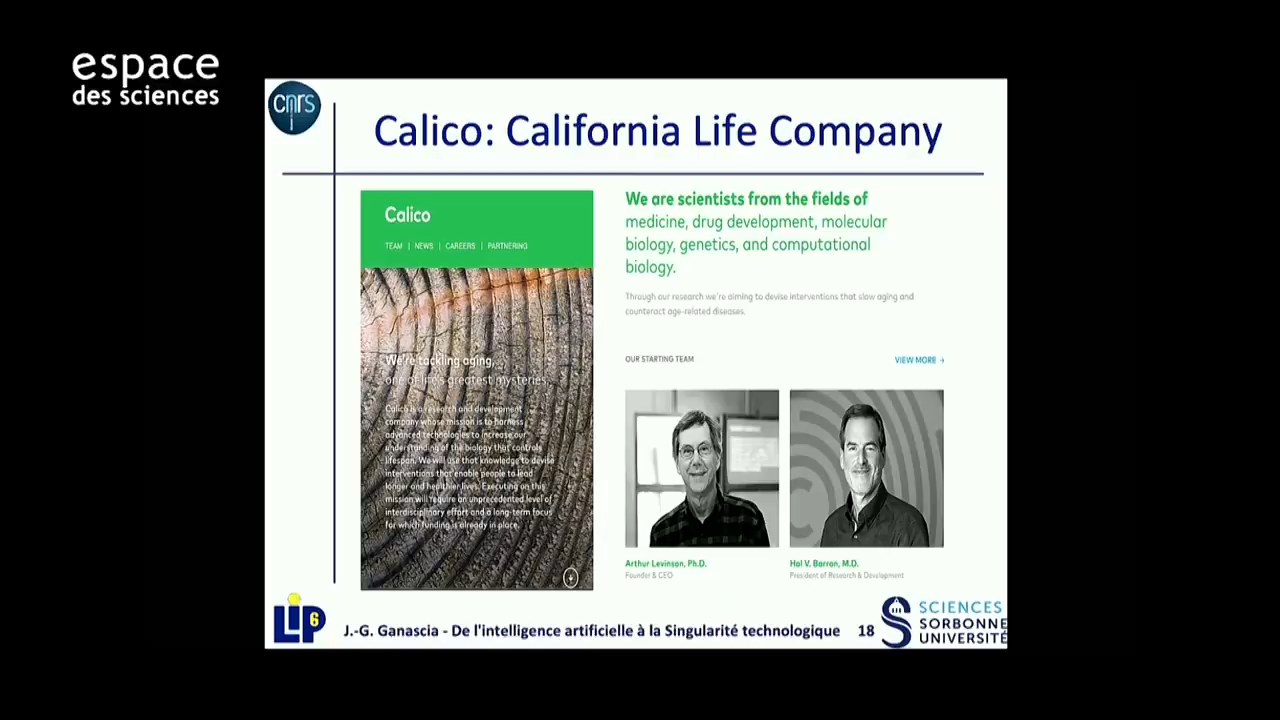 espace
des sciences
cnrs
Calico: California Life Company
Calico
TEAM | NEWS | CAREERS | PARTNERING
We're tackling aging,
one of life's greatest mysteries.
Calico is a research and development
company whose mission is to harness
advanced technologies to increase our
understanding of the biology that controls
lifespan. We will use that knowledge to devise
interventions that enable people to lead
longer and healthier lives. Executing on this
mission will require an unprecedented level of
interdisciplinary effort and a long-term focus
for which funding is already in place.
We are scientists from the fields of
medicine, drug development, molecular
biology, genetics, and computational
biology.
Through our research we're aiming to devise interventions that slow aging and
counteract age-related diseases.
OUR STARTING TEAM
VIEW MORE →
Arthur Levinson, Ph.D.
Founder & CEO
Hal V. Barron, M.D.
President of Research & Development
LIP6
J.-G. Ganascia - De l'intelligence artificielle à la Singularité technologique
18
SCIENCES
SORBONNE
UNIVERSITÉ